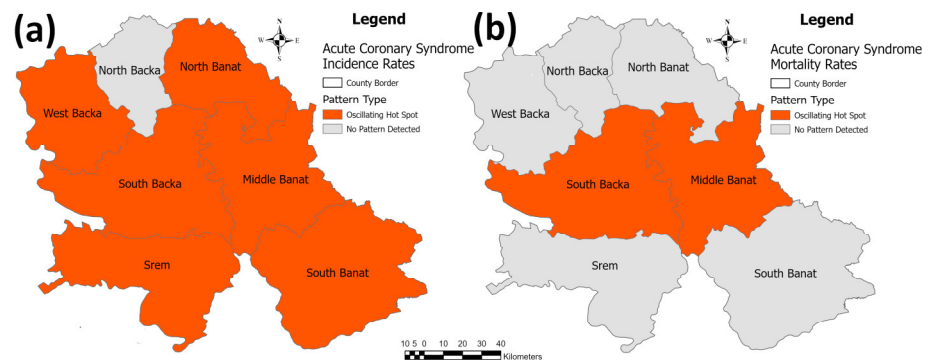 (a)
N
W E
S
Legend
Acute Coronary Syndrome
Incidence Rates
County Border
Pattern Type
Oscillating Hot Spot
No Pattern Detected
North Backa
North Banat
West Backa
South Backa
Middle Banat
Srem
South Banat
(b)
N
W E
S
Legend
Acute Coronary Syndrome
Mortality Rates
County Border
Pattern Type
Oscillating Hot Spot
No Pattern Detected
North Backa
North Banat
West Backa
South Backa
Middle Banat
Srem
South Banat
10 5 0 10 20 30 40
Kilometers